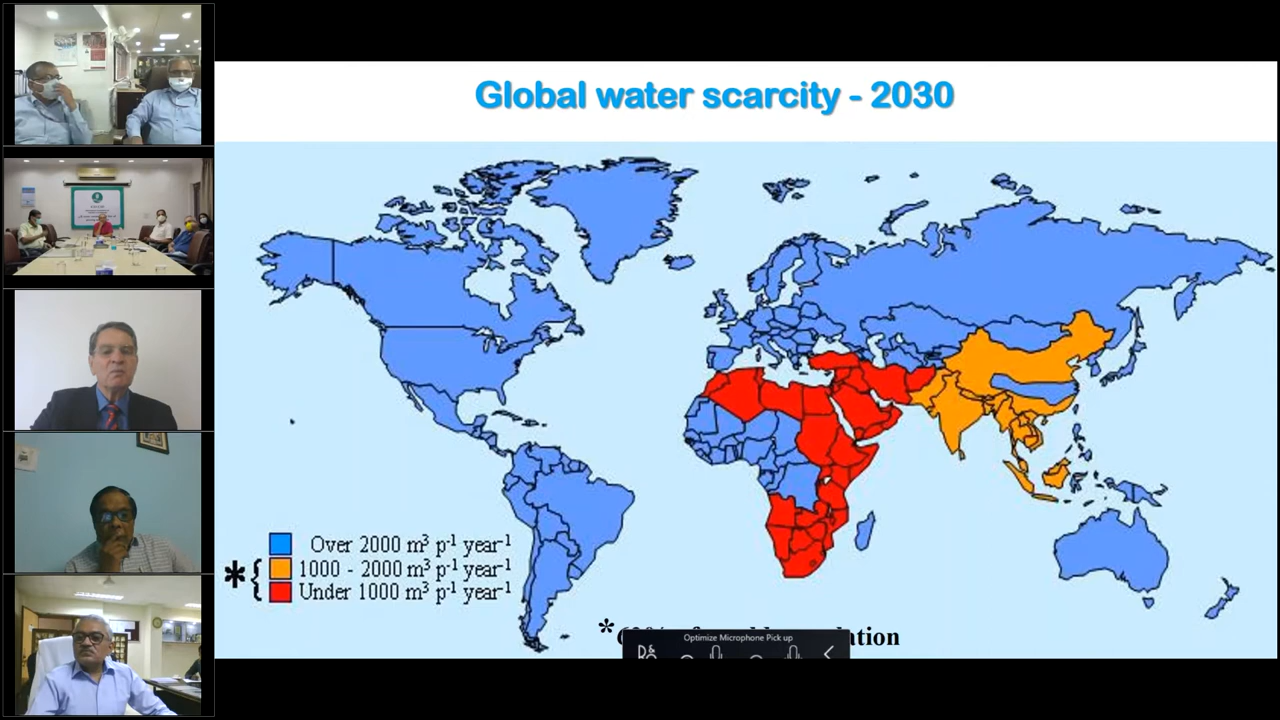 Global water scarcity - 2030
Over 2000 m³ p⁻¹ year⁻¹
* { 1000 - 2000 m³ p⁻¹ year⁻¹
Under 1000 m³ p⁻¹ year⁻¹
*
Optimize Microphone Pick up